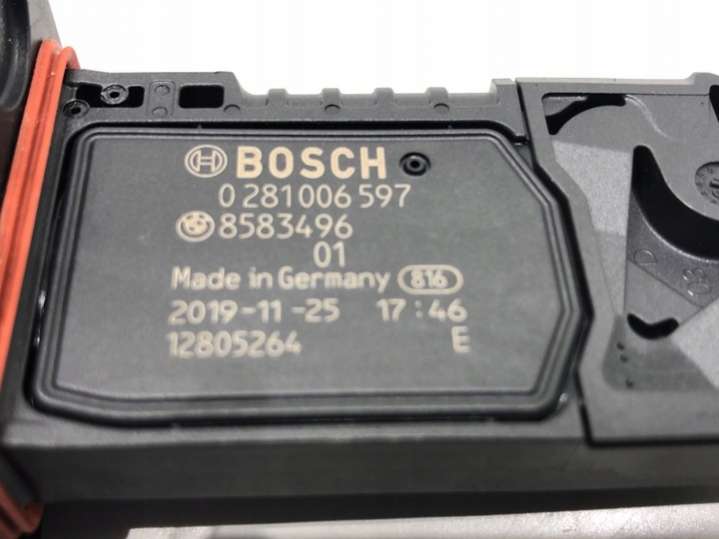 BOSCH
0 281 006 597
8583496
01
Made in Germany 816
2019-11-25 17:46
12805264 E